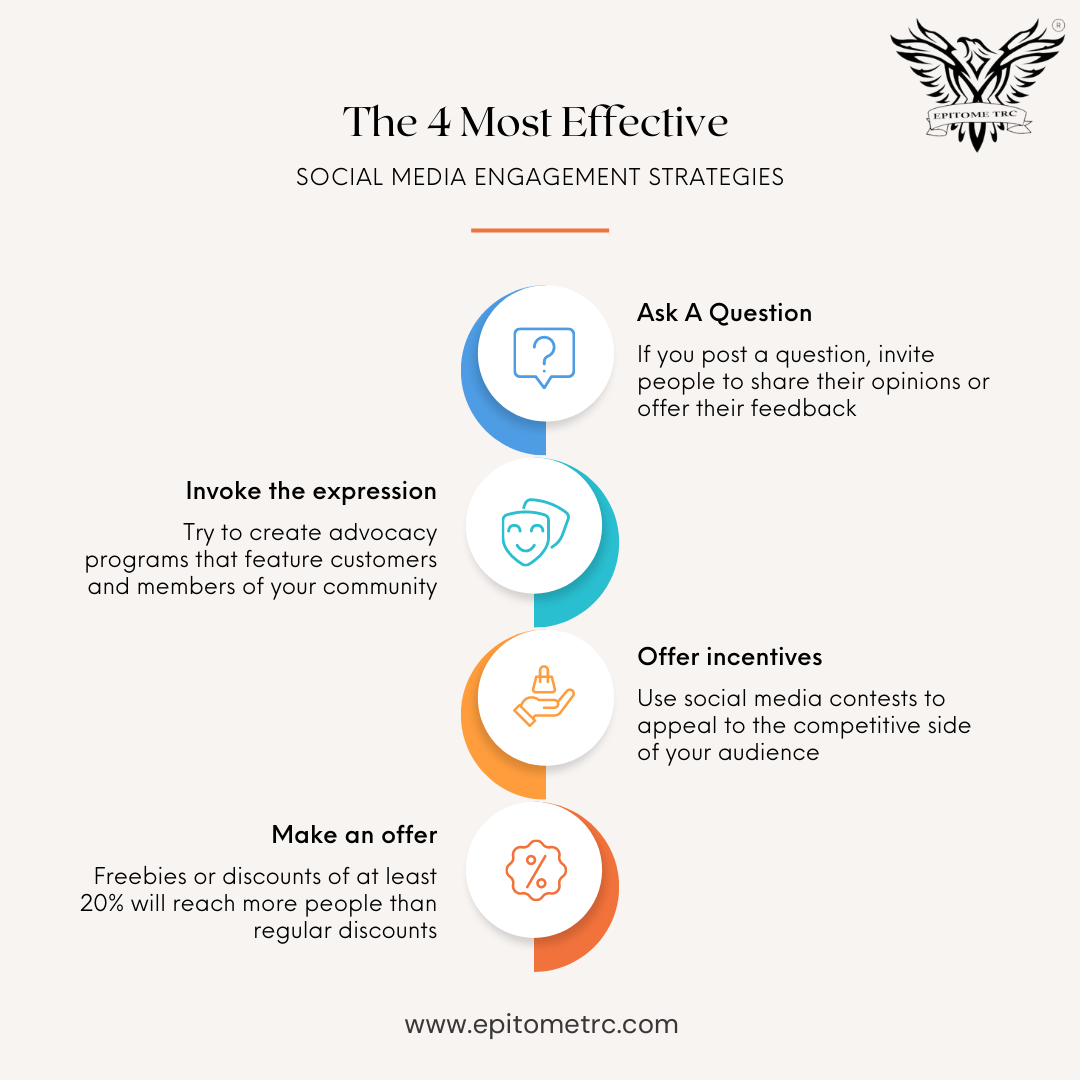 EPITOME TRC
®
The 4 Most Effective
SOCIAL MEDIA ENGAGEMENT STRATEGIES
Ask A Question
If you post a question, invite
people to share their opinions or
offer their feedback
Invoke the expression
Try to create advocacy
programs that feature customers
and members of your community
Offer incentives
Use social media contests to
appeal to the competitive side
of your audience
Make an offer
Freebies or discounts of at least
20% will reach more people than
regular discounts
www.epitometrc.com